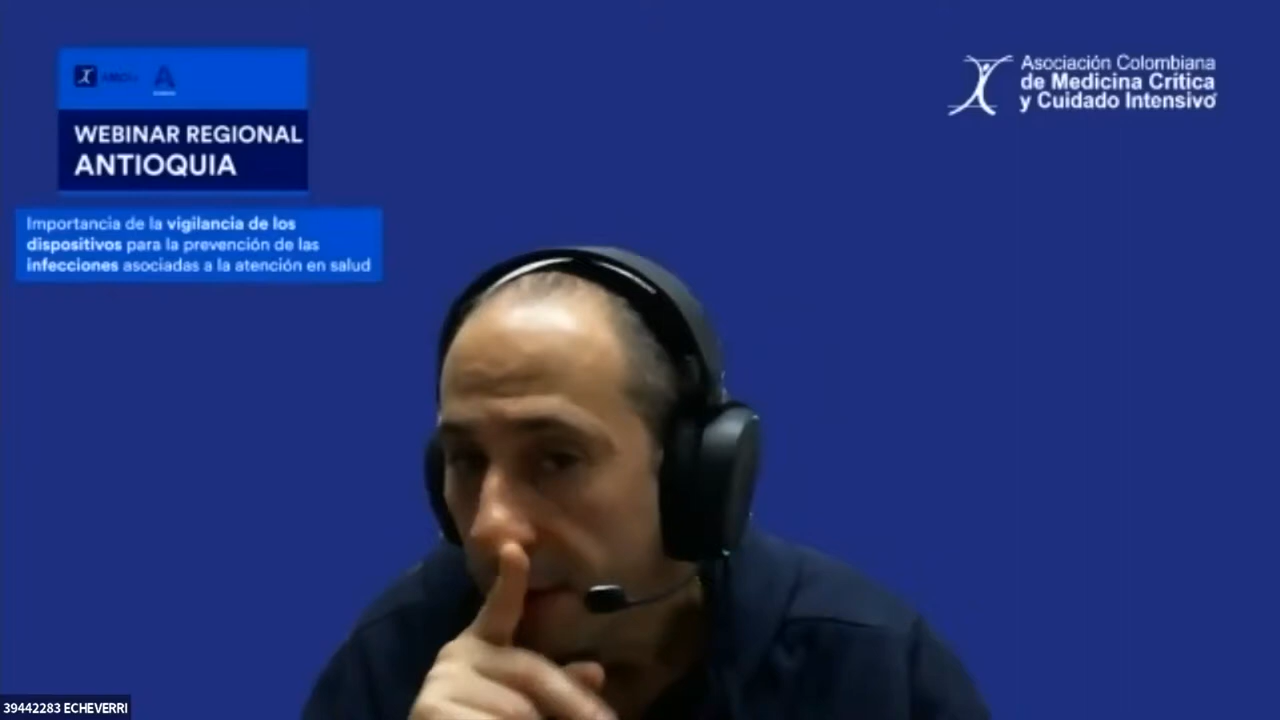 WEBINAR REGIONAL
ANTIOQUIA
Importancia de la vigilancia de los
dispositivos para la prevención de las
infecciones asociadas a la atención en salud
Asociación Colombiana
de Medicina Crítica
y Cuidado Intensivo
39442283 ECHEVERRI